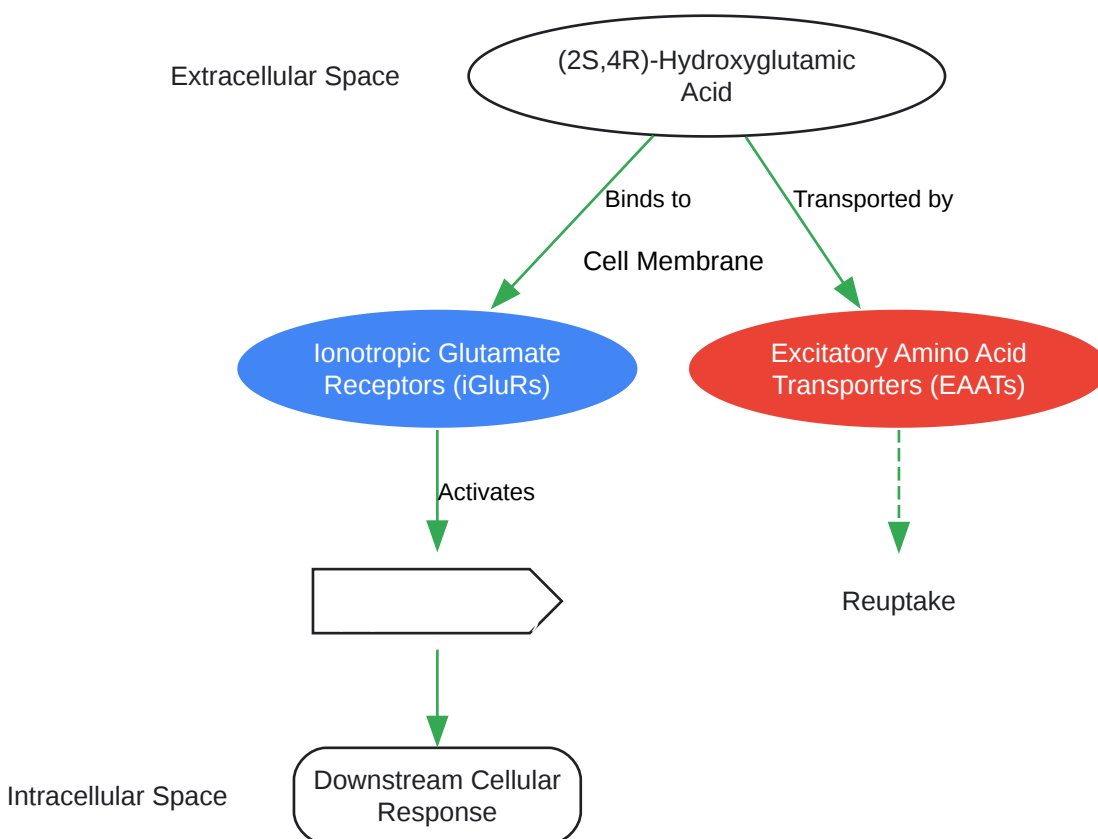 Extracellular Space
(2S,4R)-Hydroxyglutamic
Acid
Binds to
Transported by
Cell Membrane
Ionotropic Glutamate
Receptors (iGluRs)
Excitatory Amino Acid
Transporters (EAATs)
Activates
Reuptake
Intracellular Space
Downstream Cellular
Response